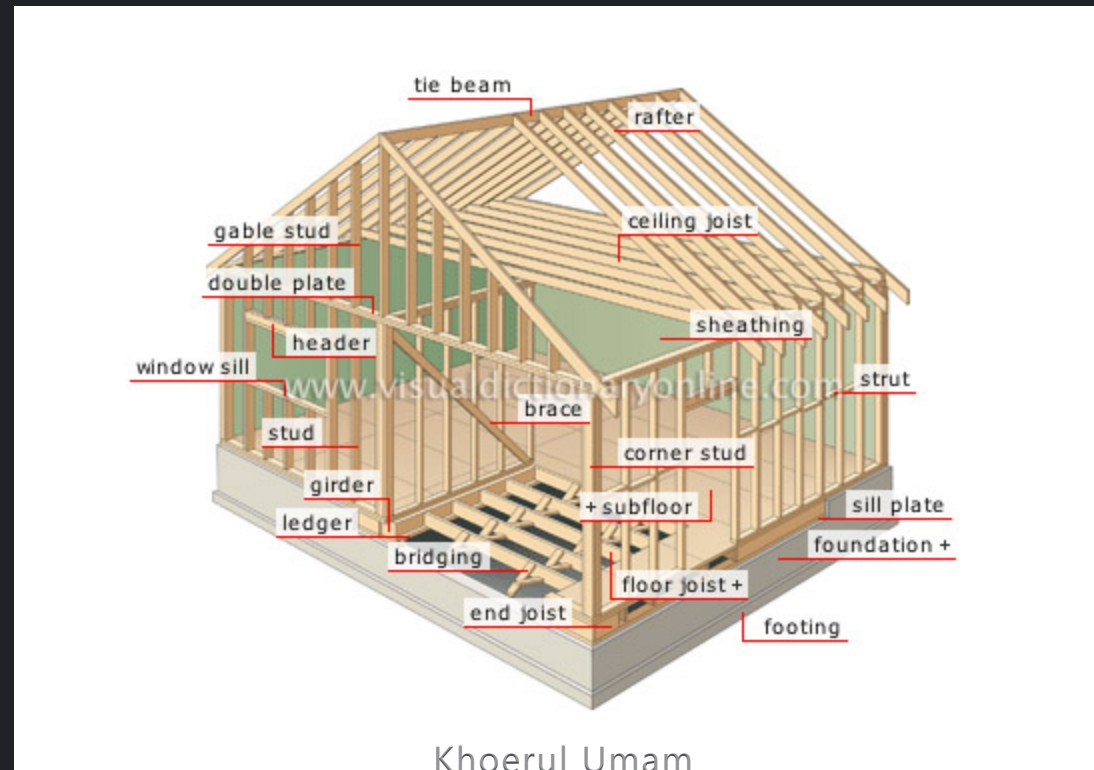 tie beam
rafter
ceiling joist
gable stud
double plate
sheathing
header
window sill
www.visualdictionaryonline.com
strut
brace
stud
corner stud
girder
+ subfloor
sill plate
ledger
foundation +
bridging
floor joist +
end joist
footing
Khoerul Umam